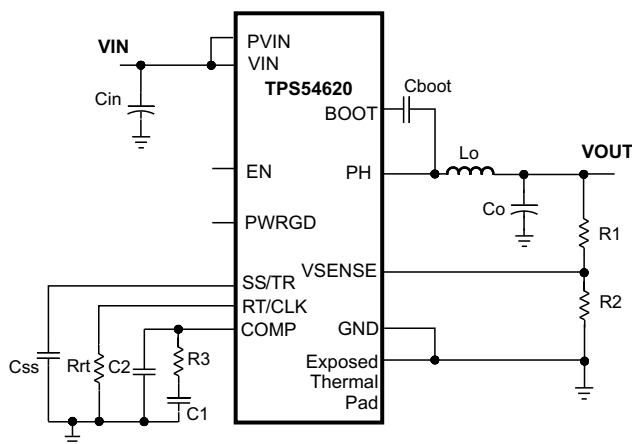 VIN
PVIN
VIN
TPS54620
Cboot
Cin
BOOT
Lo
VOUT
EN
PH
Co
R1
PWRGD
VSENSE
SS/TR
R2
RT/CLK
COMP
GND
Css
Rrt
C2
R3
C1
Exposed
Thermal
Pad